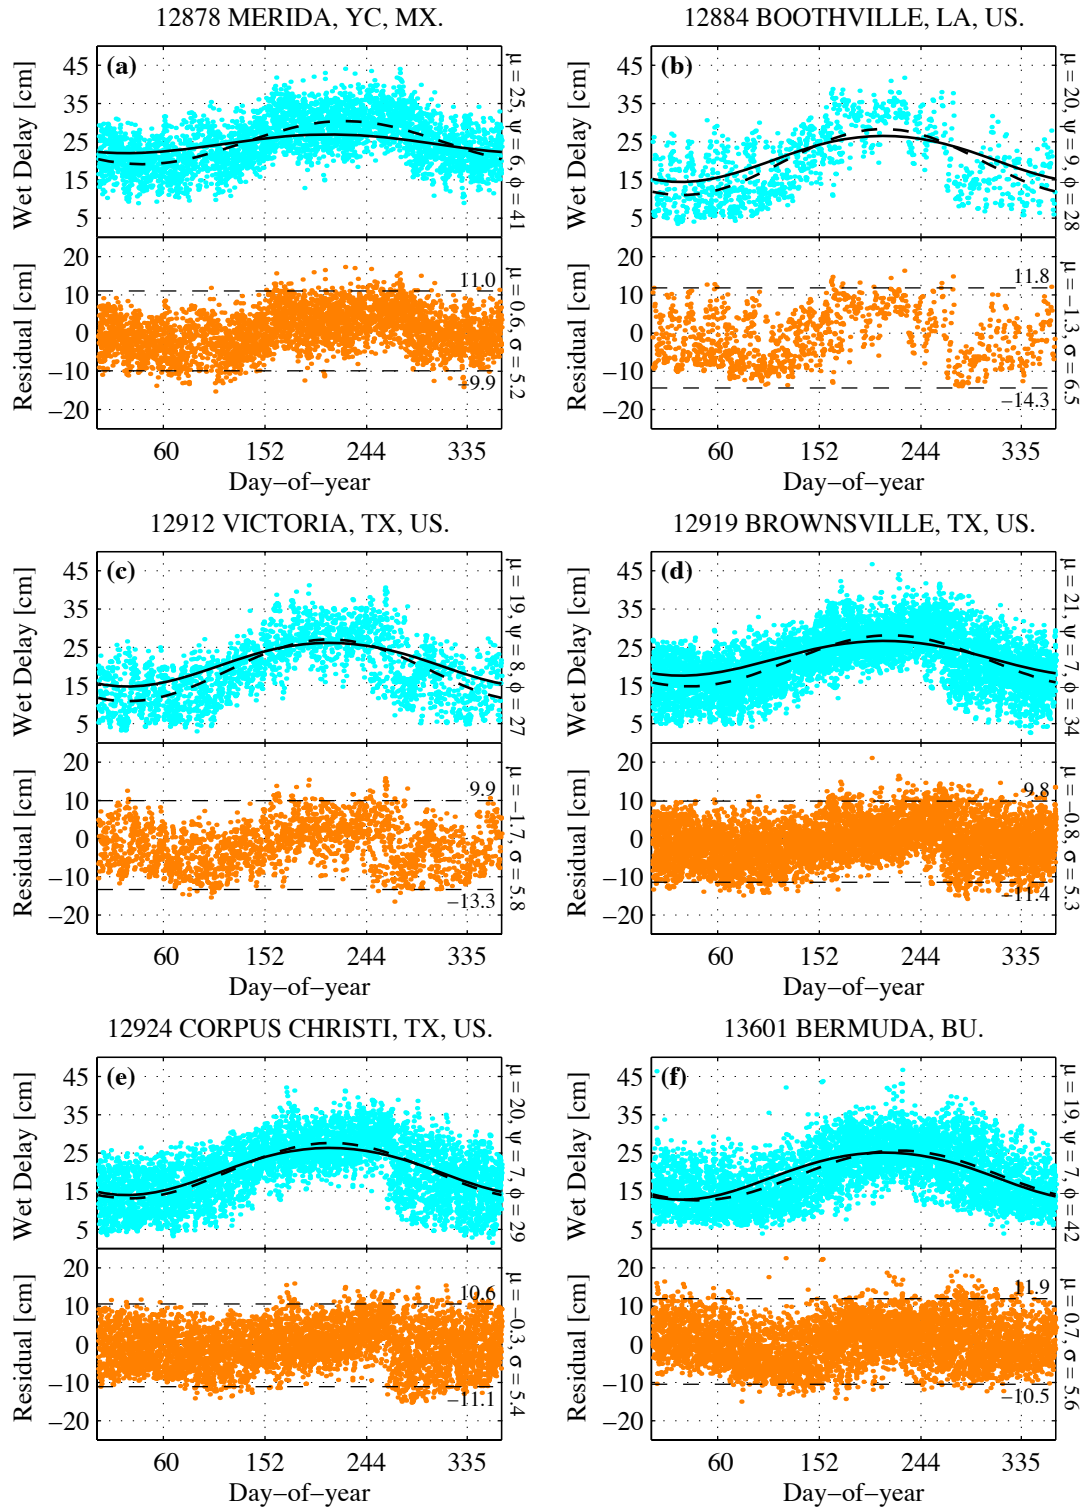 12878 MERIDA, YC, MX.
(a)
Wet Delay [cm]
45
35
25
15
5
μ = 25, ψ = 6, φ = 41
Residual [cm]
20
10
0
−10
−20
11.0
−9.9
μ = 0.6, σ = 5.2
60 152 244 335
Day−of−year
12884 BOOTHVILLE, LA, US.
(b)
Wet Delay [cm]
45
35
25
15
5
μ = 20, ψ = 9, φ = 28
Residual [cm]
20
10
0
−10
−20
11.8
−14.3
μ = −1.3, σ = 6.5
60 152 244 335
Day−of−year
12912 VICTORIA, TX, US.
(c)
Wet Delay [cm]
45
35
25
15
5
μ = 19, ψ = 8, φ = 27
Residual [cm]
20
10
0
−10
−20
9.9
−13.3
μ = −1.7, σ = 5.8
60 152 244 335
Day−of−year
12919 BROWNSVILLE, TX, US.
(d)
Wet Delay [cm]
45
35
25
15
5
μ = 21, ψ = 7, φ = 34
Residual [cm]
20
10
0
−10
−20
9.8
−11.4
μ = −0.8, σ = 5.3
60 152 244 335
Day−of−year
12924 CORPUS CHRISTI, TX, US.
(e)
Wet Delay [cm]
45
35
25
15
5
μ = 20, ψ = 7, φ = 29
Residual [cm]
20
10
0
−10
−20
10.6
−11.1
μ = −0.3, σ = 5.4
60 152 244 335
Day−of−year
13601 BERMUDA, BU.
(f)
Wet Delay [cm]
45
35
25
15
5
μ = 19, ψ = 7, φ = 42
Residual [cm]
20
10
0
−10
−20
11.9
−10.5
μ = 0.7, σ = 5.6
60 152 244 335
Day−of−year